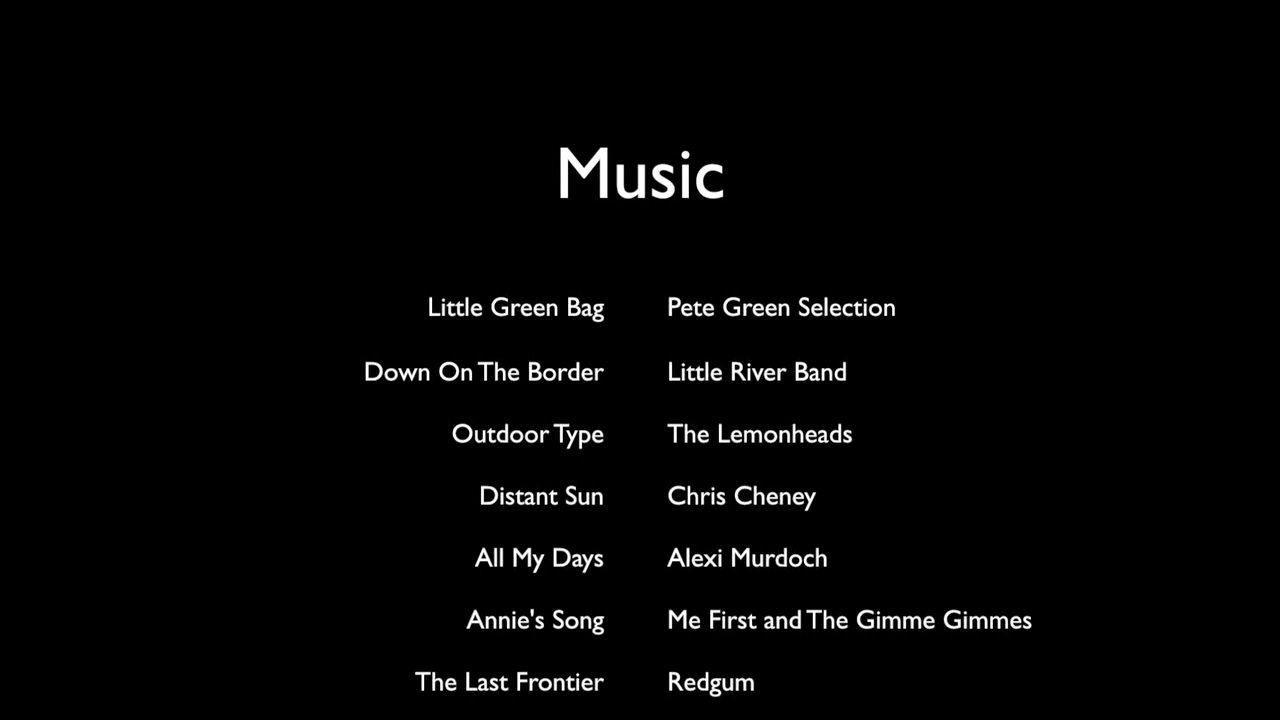 Music
Little Green Bag Pete Green Selection
Down On The Border Little River Band
Outdoor Type The Lemonheads
Distant Sun Chris Cheney
All My Days Alexi Murdoch
Annie's Song Me First and The Gimme Gimmes
The Last Frontier Redgum